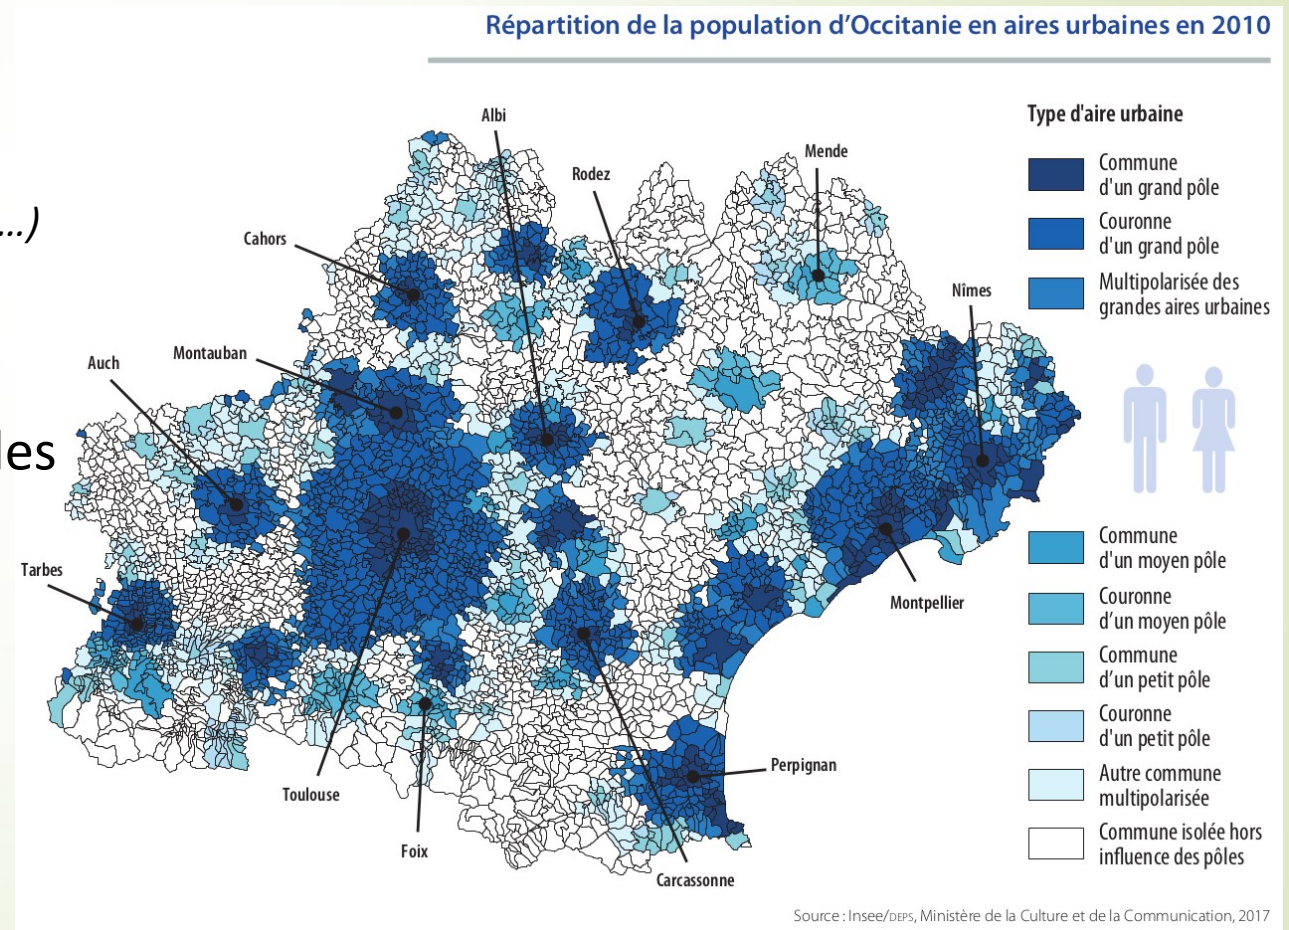 Répartition de la population d’Occitanie en aires urbaines en 2010
...)
les
Albi
Mende
Rodez
Cahors
Nîmes
Montauban
Auch
Tarbes
Montpellier
Perpignan
Toulouse
Foix
Carcassonne
Type d'aire urbaine
Commune
d'un grand pôle
Couronne
d'un grand pôle
Multipolarisée des
grandes aires urbaines
Commune
d'un moyen pôle
Couronne
d’un moyen pôle
Commune
d’un petit pôle
Couronne
d'un petit pôle
Autre commune
multipolarisée
Commune isolée hors
influence des pôles
Source : Insee/DEPS, Ministère de la Culture et de la Communication, 2017